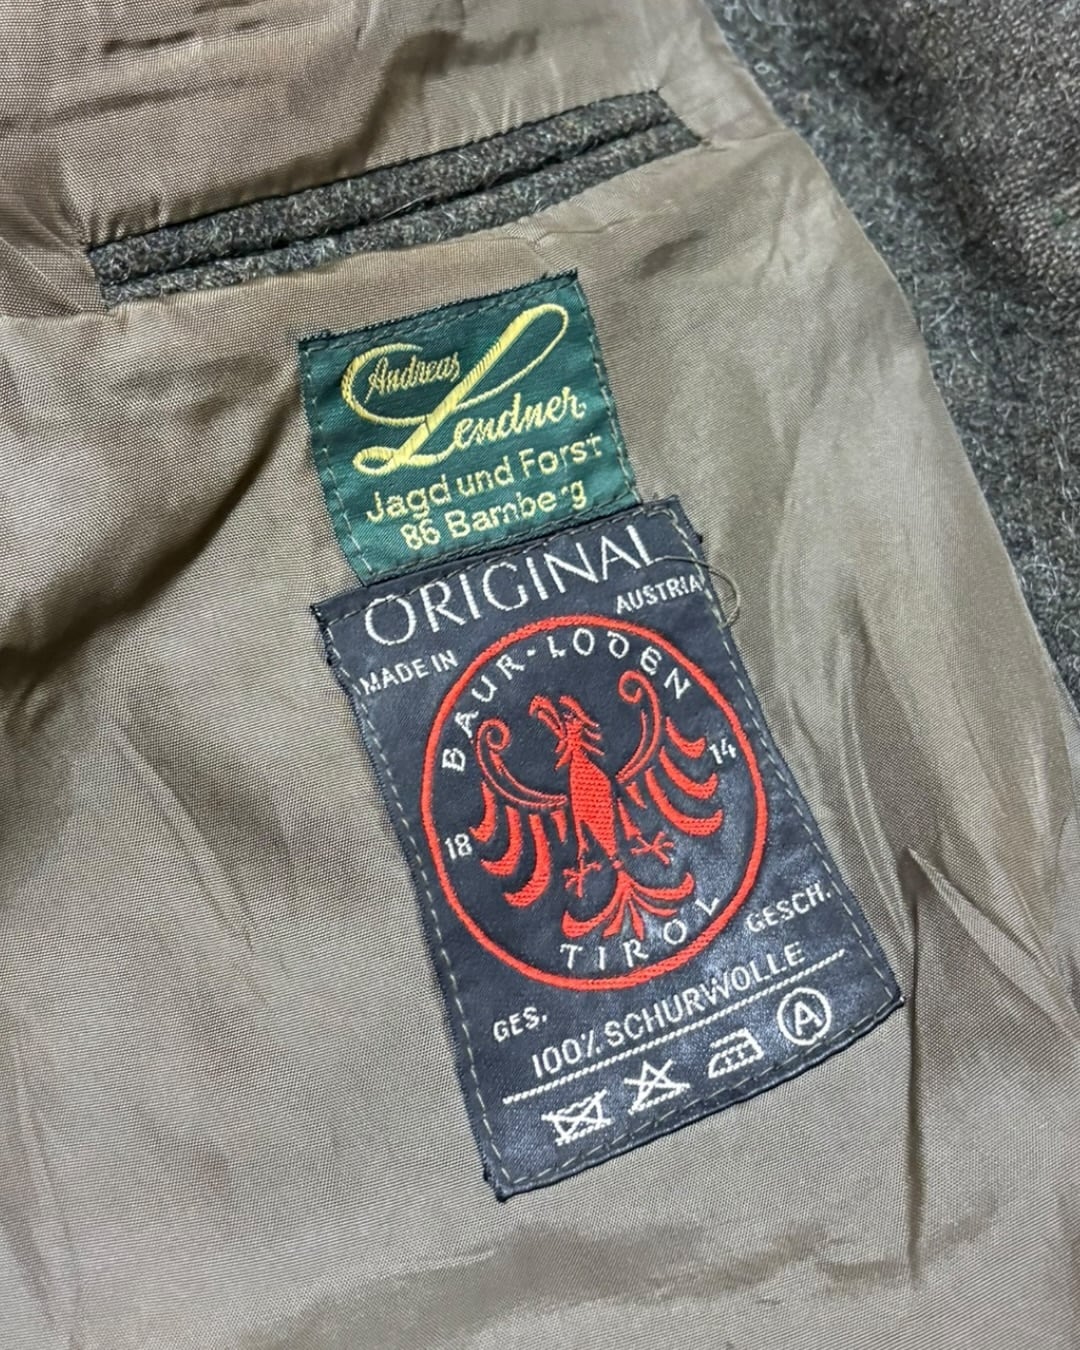 Andreas
Lendner
Jagd und Forst
86 Bamberg
ORIGINAL
MADE IN AUSTRIA
BAUR-LODEN
18 14
TIROL
GES. GESCH.
100% SCHURWOLLE
A